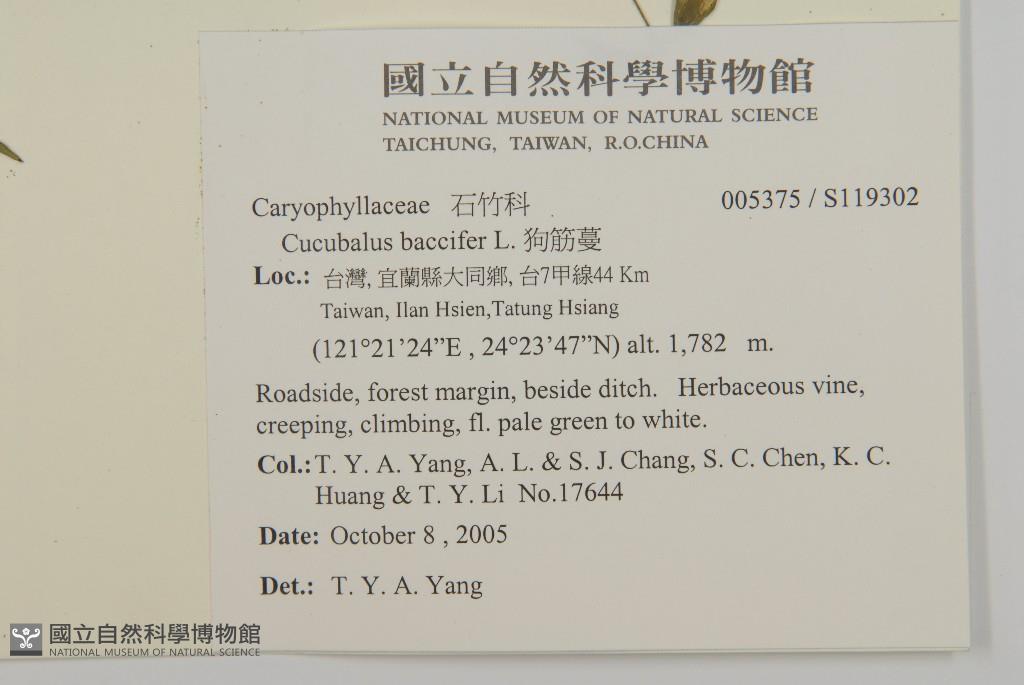 國立自然科學博物館
NATIONAL MUSEUM OF NATURAL SCIENCE
TAICHUNG, TAIWAN, R.O.CHINA
Caryophyllaceae 石竹科 005375 / S119302
Cucubalus baccifer L. 狗筋蔓
Loc.: 台灣, 宜蘭縣大同鄉, 台7甲線44 Km
Taiwan, Ilan Hsien,Tatung Hsiang
(121°21’24”E , 24°23’47”N) alt. 1,782 m.
Roadside, forest margin, beside ditch. Herbaceous vine,
creeping, climbing, fl. pale green to white.
Col.: T. Y. A. Yang, A. L. & S. J. Chang, S. C. Chen, K. C.
Huang & T. Y. Li No.17644
Date: October 8 , 2005
Det.: T. Y. A. Yang
國立自然科學博物館
NATIONAL MUSEUM OF NATURAL SCIENCE